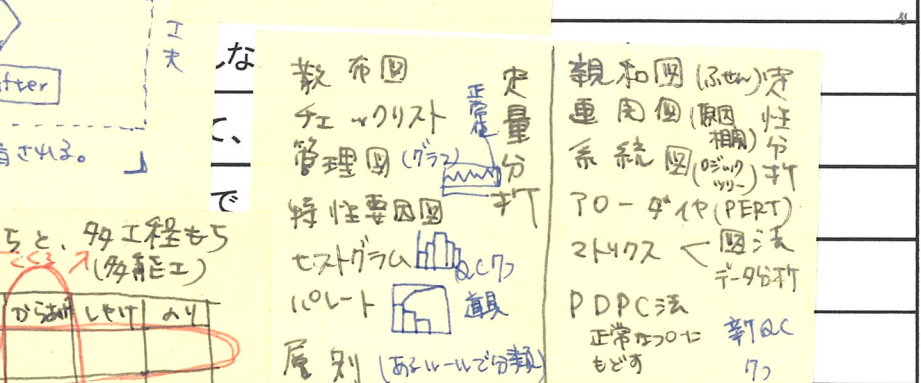 工夫
After
される。
な
て、
で
ちと、多工程もち
(多能工)
からあげ しゃけ のり
散布図
チェックリスト
管理図(グラフ)
正常値
特性要因図
ヒストグラム
パレート
層別(あるルールで分類)
定量分析
QC7つ
道具
親和図(ふせん)
連関図(原因
相関)
系統図(ロジック
ツリー)
アローダイヤ(PERT)
マトリクス 図法
データ分析
PDPC法
正常なフローに
もどす
定性分析
新QC
7つ